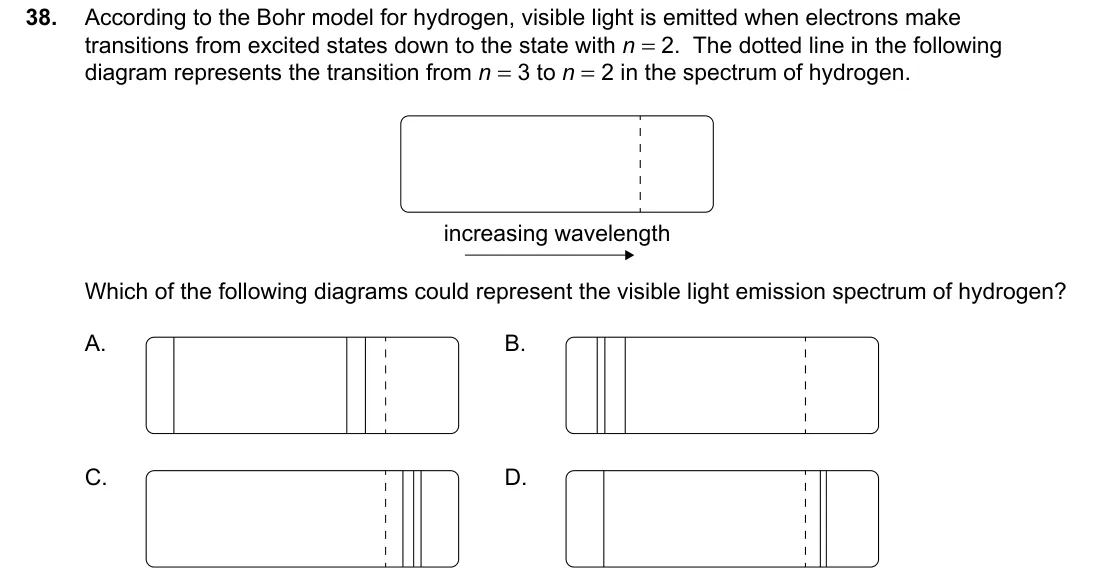 38. According to the Bohr model for hydrogen, visible light is emitted when electrons make
transitions from excited states down to the state with n = 2. The dotted line in the following
diagram represents the transition from n = 3 to n = 2 in the spectrum of hydrogen.
increasing wavelength
Which of the following diagrams could represent the visible light emission spectrum of hydrogen?
A.
B.
C.
D.